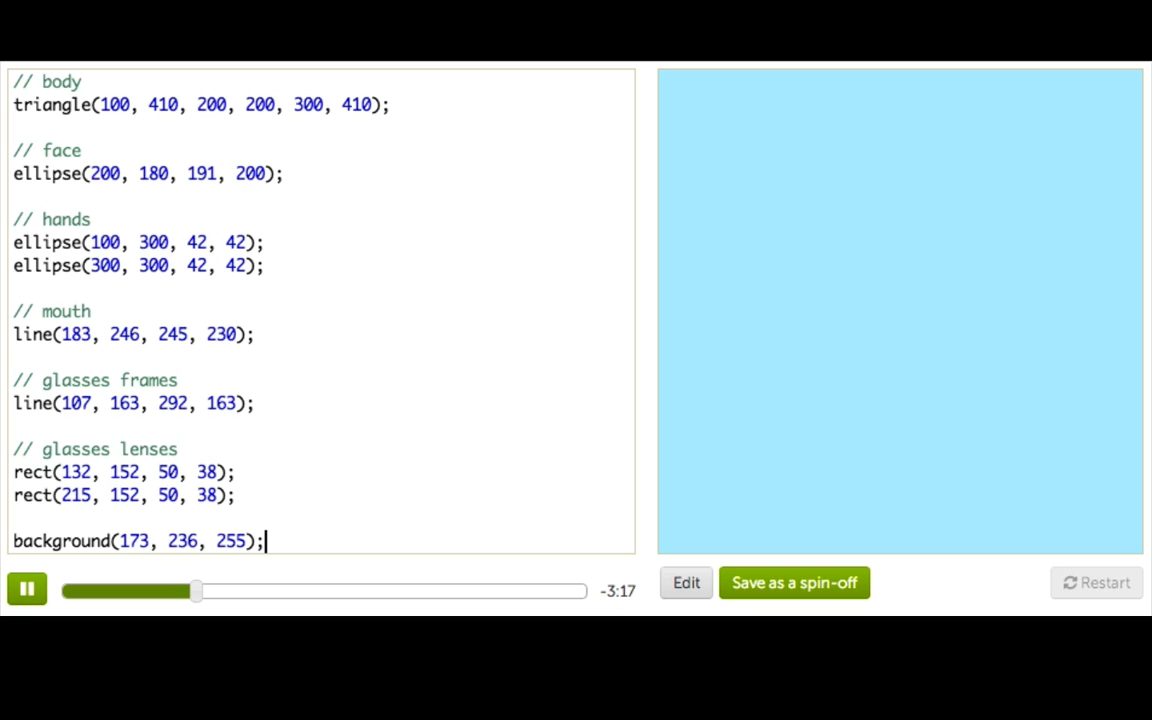 // body
triangle(100, 410, 200, 200, 300, 410);
// face
ellipse(200, 180, 191, 200);
// hands
ellipse(100, 300, 42, 42);
ellipse(300, 300, 42, 42);
// mouth
line(183, 246, 245, 230);
// glasses frames
line(107, 163, 292, 163);
// glasses lenses
rect(132, 152, 50, 38);
rect(215, 152, 50, 38);
background(173, 236, 255);
-3:17
Edit
Save as a spin-off
Restart